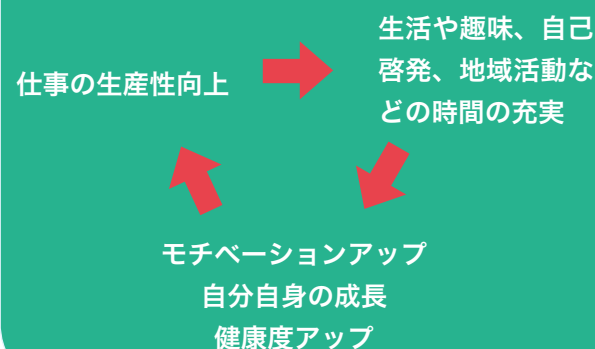 仕事の生産性向上
生活や趣味、自己
啓発、地域活動な
どの時間の充実
モチベーションアップ
自分自身の成長
健康度アップ